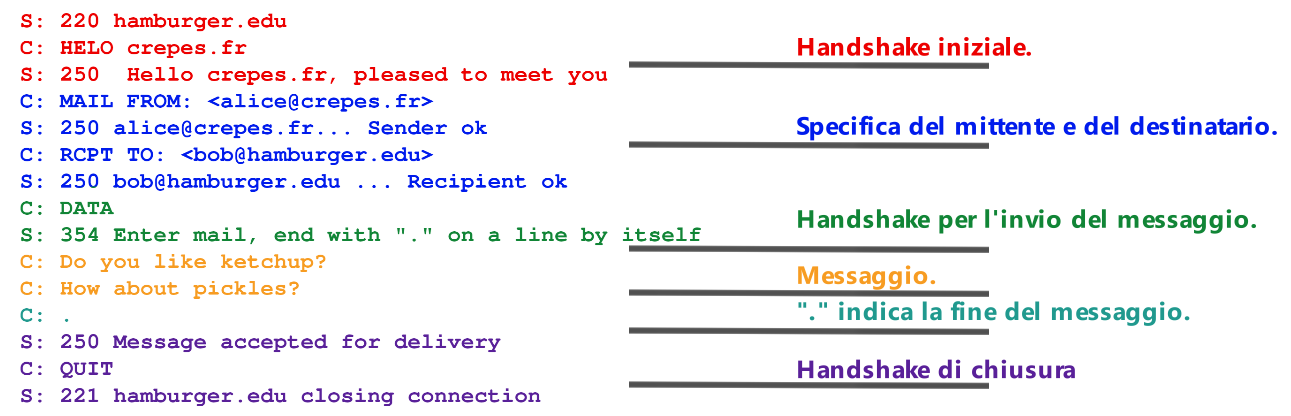 S: 220 hamburger.edu
C: HELO crepes.fr
Handshake iniziale.
S: 250  Hello crepes.fr, pleased to meet you
C: MAIL FROM: <alice@crepes.fr>
S: 250 alice@crepes.fr... Sender ok
Specifica del mittente e del destinatario.
C: RCPT TO: <bob@hamburger.edu>
S: 250 bob@hamburger.edu ... Recipient ok
C: DATA
Handshake per l'invio del messaggio.
S: 354 Enter mail, end with "." on a line by itself
C: Do you like ketchup?
Messaggio.
C: How about pickles?
C: .
"." indica la fine del messaggio.
S: 250 Message accepted for delivery
C: QUIT
Handshake di chiusura
S: 221 hamburger.edu closing connection